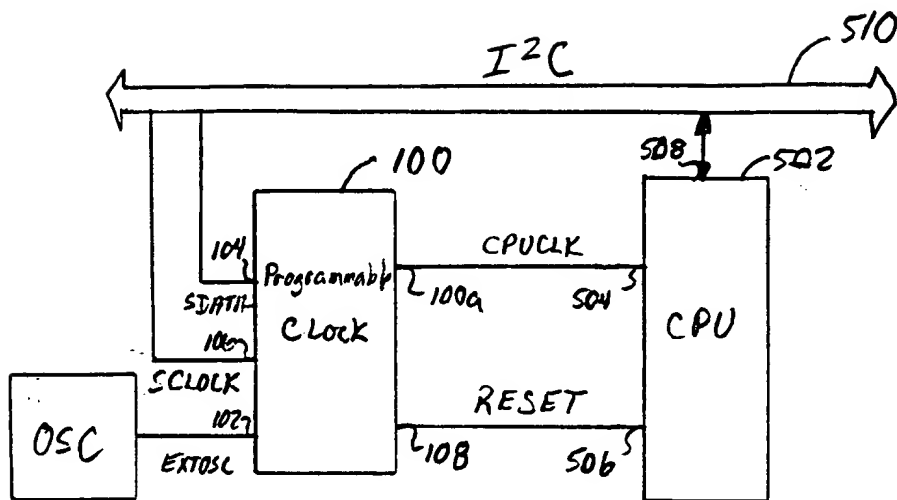 510
I²C
508
502
100
104
CPUCLK
Programmable
SDATA
100a
504
CLOCK
CPU
106
SCLOCK
RESET
102
OSC
EXTOSC
108
506